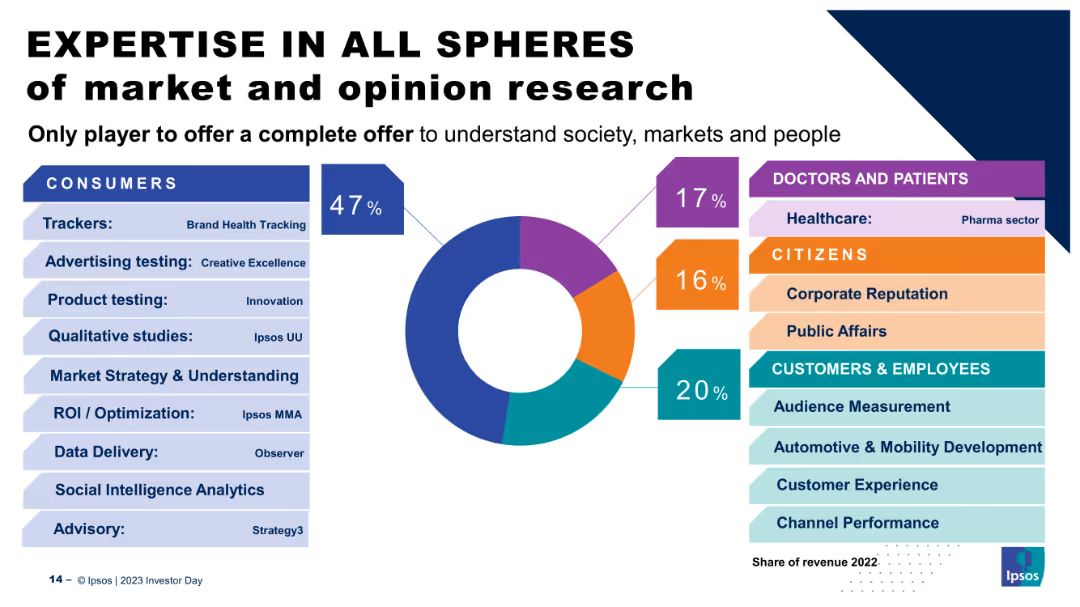 EXPERTISE IN ALL SPHERES
of market and opinion research
Only player to offer a complete offer to understand society, markets and people
CONSUMERS
Trackers: Brand Health Tracking
Advertising testing: Creative Excellence
Product testing: Innovation
Qualitative studies: Ipsos UU
Market Strategy & Understanding
ROI / Optimization: Ipsos MMA
Data Delivery: Observer
Social Intelligence Analytics
Advisory: Strategy3
47%
17%
16%
20%
DOCTORS AND PATIENTS
Healthcare: Pharma sector
CITIZENS
Corporate Reputation
Public Affairs
CUSTOMERS & EMPLOYEES
Audience Measurement
Automotive & Mobility Development
Customer Experience
Channel Performance
Share of revenue 2022
14 – © Ipsos | 2023 Investor Day
Ipsos